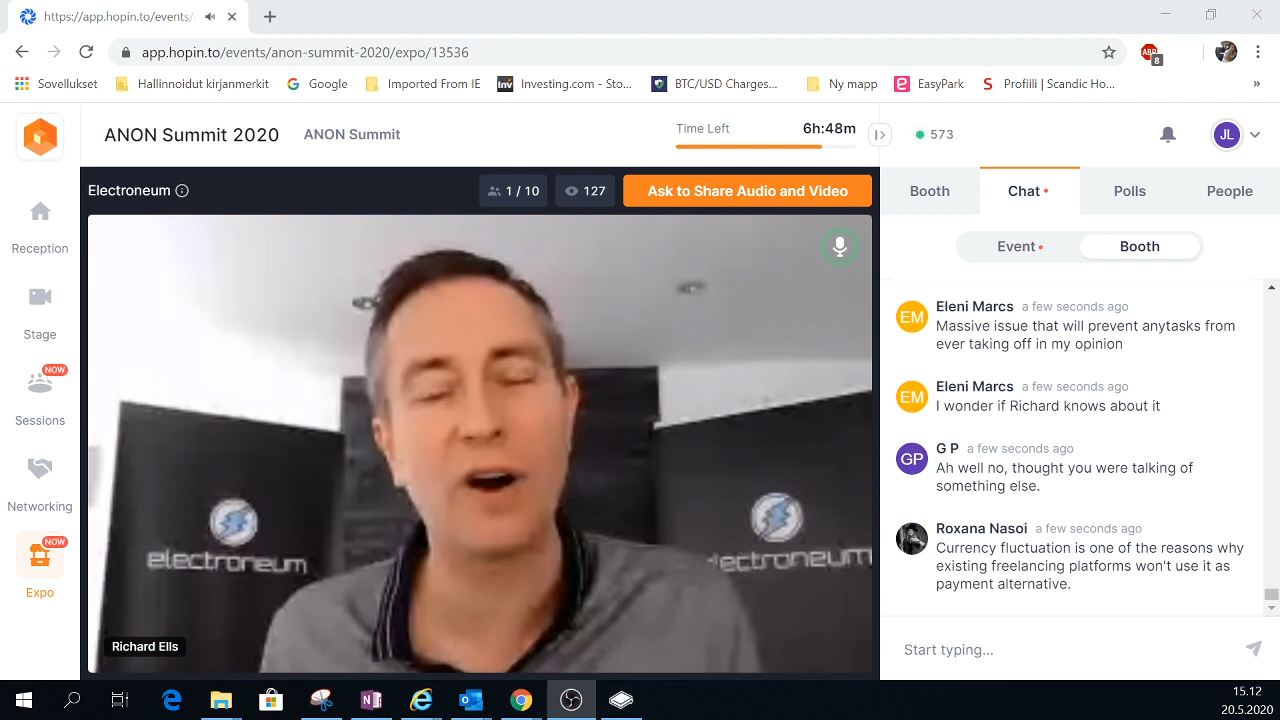 https://app.hopin.to/events/
app.hopin.to/events/anon-summit-2020/expo/13536
ABP
8
Sovellukset
Hallinnoidut kirjanmerkit
Google
Imported From IE
Inv
Investing.com - Sto...
BTC/USD Charges...
Ny mapp
EasyPark
S
Profiili | Scandic Ho...
»
ANON Summit 2020
ANON Summit
Time Left
6h:48m
573
JL
Reception
Stage
NOW
Sessions
Networking
NOW
Expo
Electroneum
1 / 10
127
Ask to Share Audio and Video
electroneum
electroneum
Richard Ells
Booth
Chat
Polls
People
Event
Booth
EM
Eleni Marcs a few seconds ago
Massive issue that will prevent anytasks from
ever taking off in my opinion
EM
Eleni Marcs a few seconds ago
I wonder if Richard knows about it
GP
G P a few seconds ago
Ah well no, thought you were talking of
something else.
Roxana Nasoi a few seconds ago
Currency fluctuation is one of the reasons why
existing freelancing platforms won't use it as
payment alternative.
Start typing...
15.12
20.5.2020